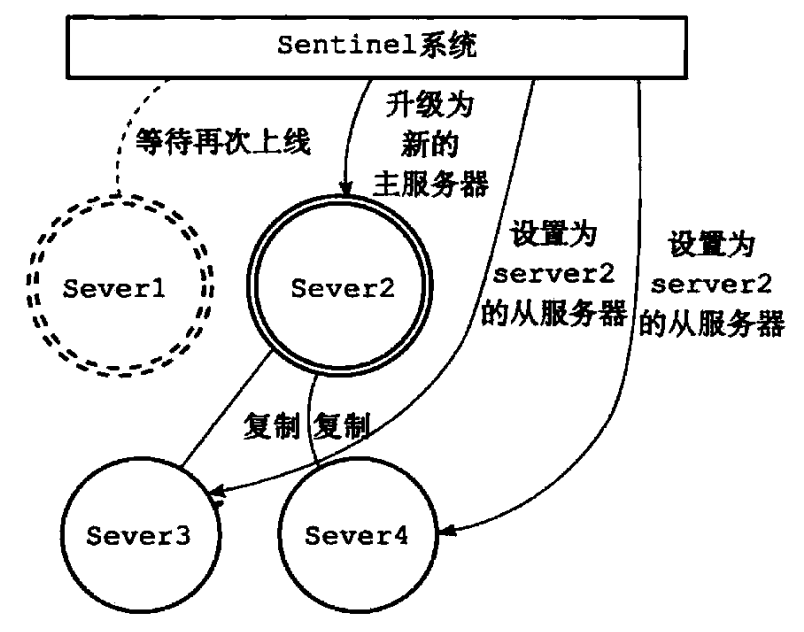 Sentinel系统
等待再次上线
升级为
新的
主服务器
设置为
server2
的从服务器
设置为
server2
的从服务器
Sever1
Sever2
复制
复制
Sever3
Sever4